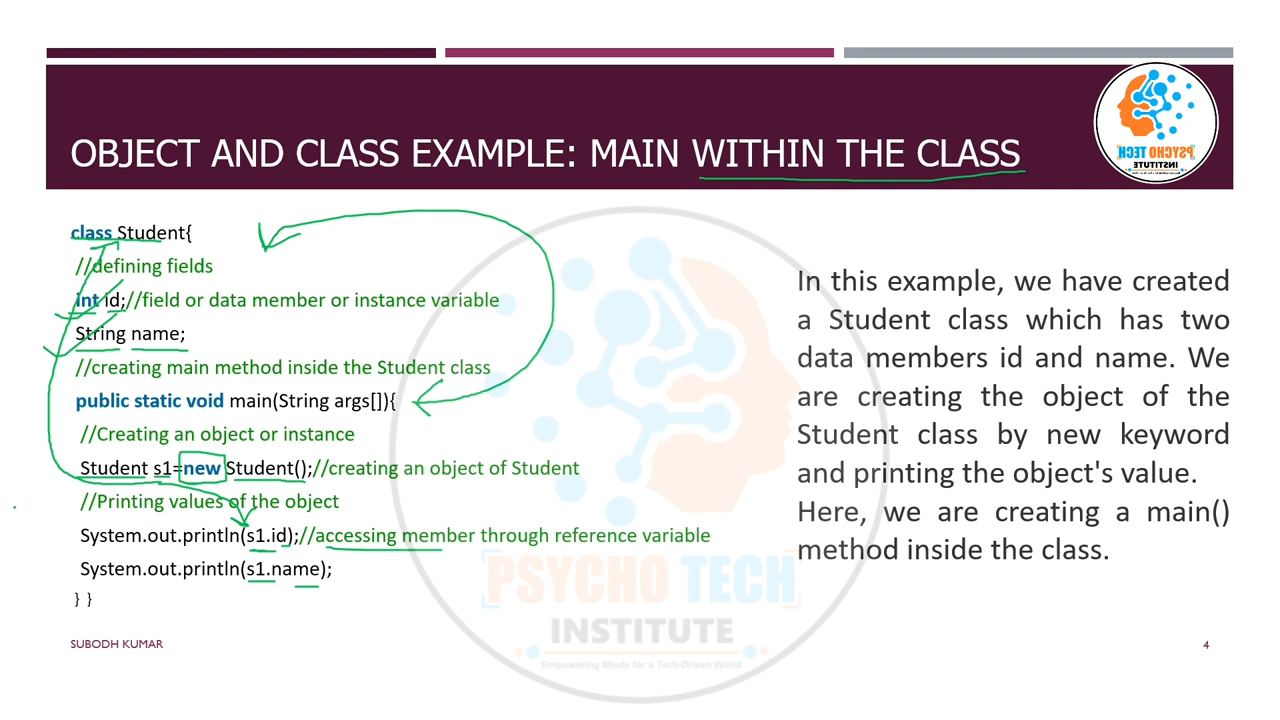 OBJECT AND CLASS EXAMPLE: MAIN WITHIN THE CLASS
PSYCHO TECH
INSTITUTE
class Student{
//defining fields
int id;//field or data member or instance variable
String name;
//creating main method inside the Student class
public static void main(String args[]){
//Creating an object or instance
Student s1=new Student();//creating an object of Student
//Printing values of the object
System.out.println(s1.id);//accessing member through reference variable
System.out.println(s1.name);
} }
In this example, we have created
a Student class which has two
data members id and name. We
are creating the object of the
Student class by new keyword
and printing the object's value.
Here, we are creating a main()
method inside the class.
PSYCHO TECH
INSTITUTE
Empowering Minds for a Tech-Driven World
SUBODH KUMAR
4